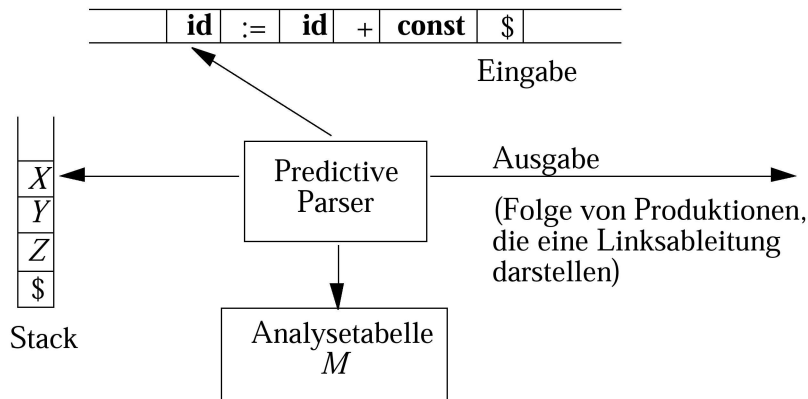 id := id + const $
Eingabe
X
Y
Z
$
Stack
Predictive
Parser
Ausgabe
(Folge von Produktionen,
die eine Linksableitung
darstellen)
Analysetabelle
M